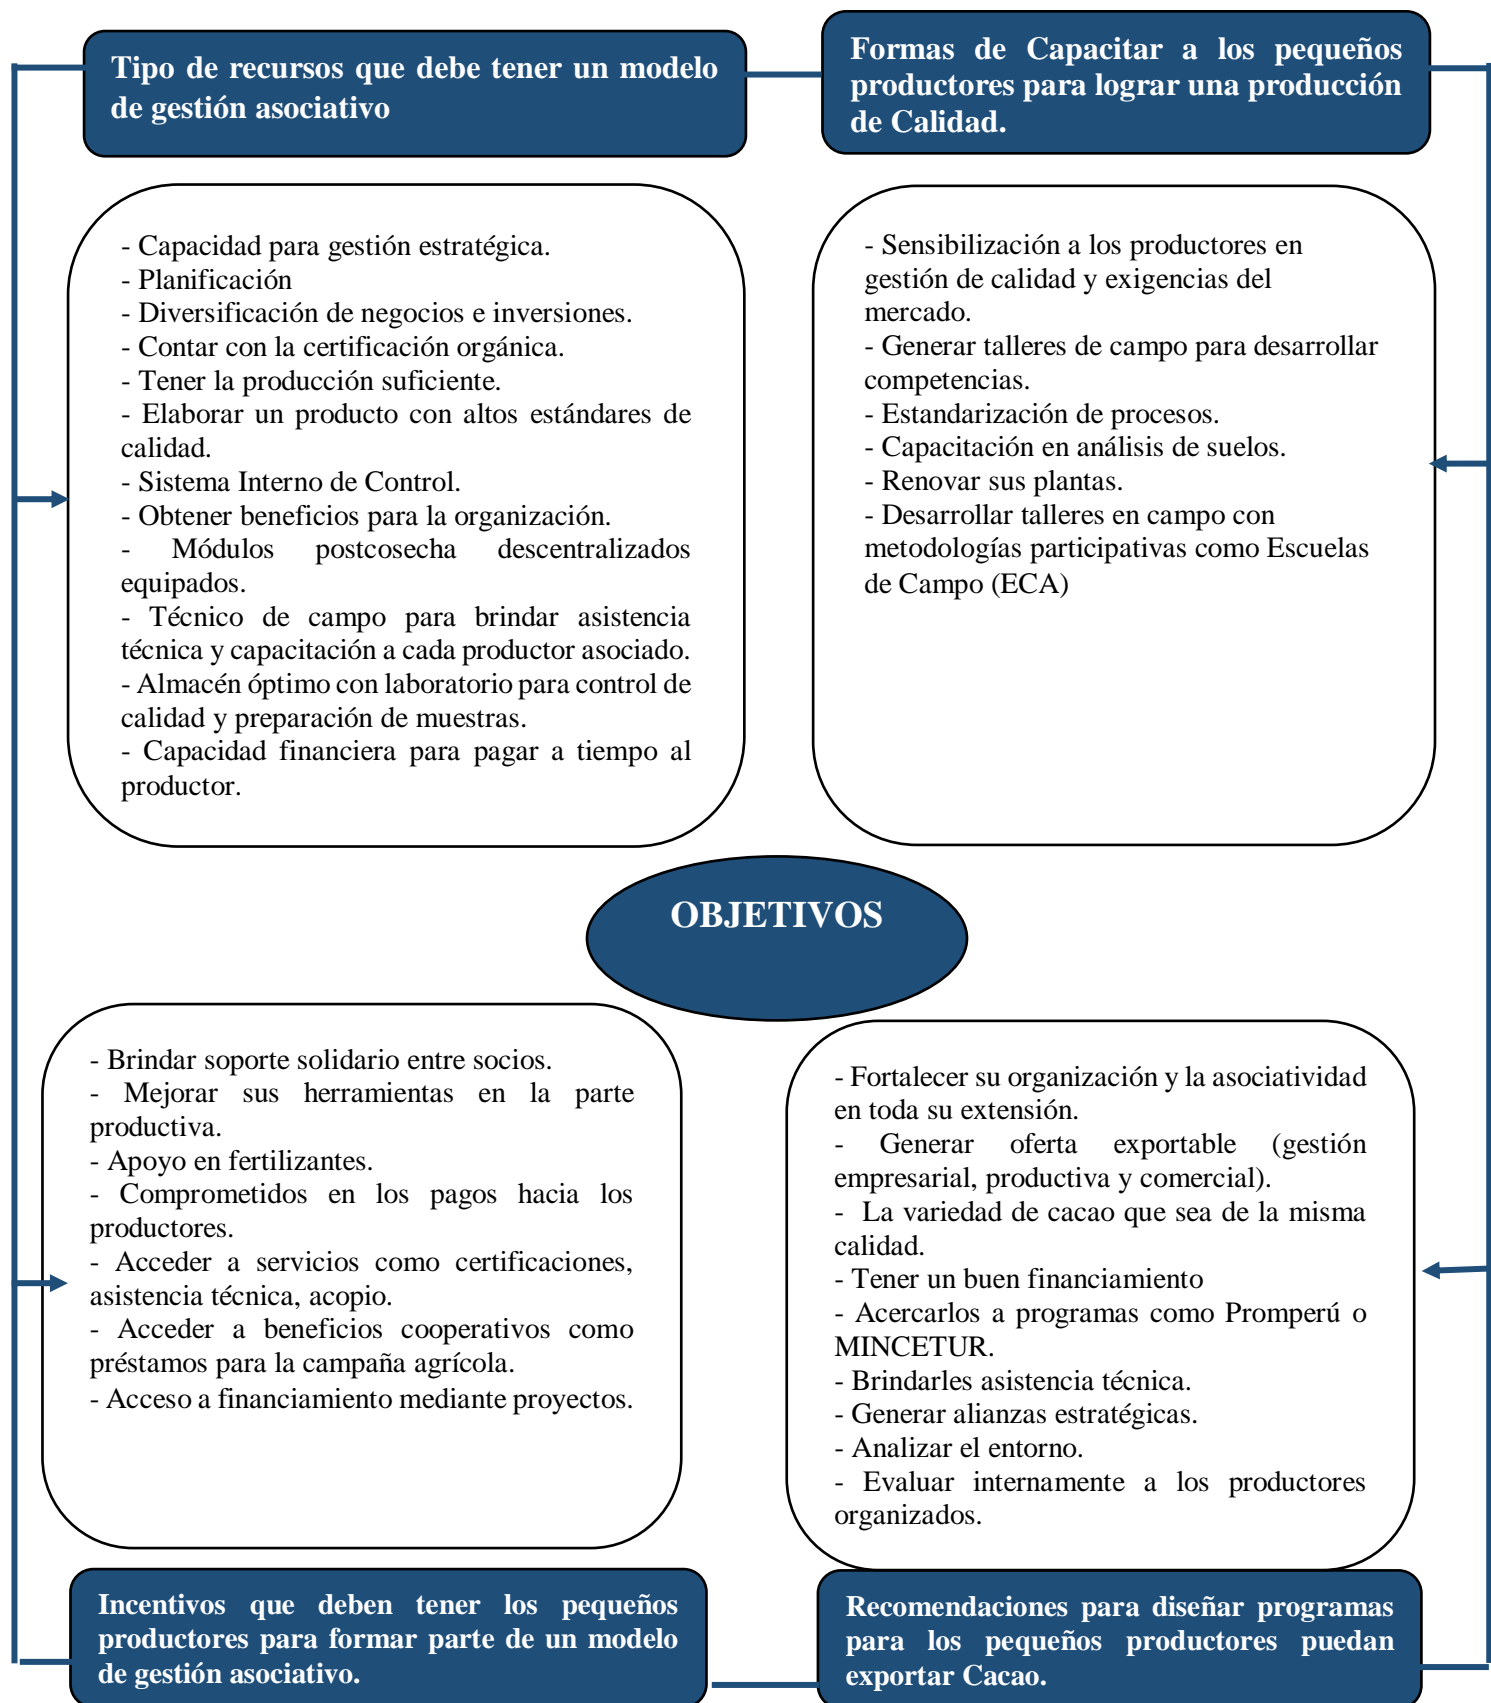 Tipo de recursos que debe tener un modelo
de gestión asociativo
Formas de Capacitar a los pequeños
productores para lograr una producción
de Calidad.
- Capacidad para gestión estratégica.
- Planificación
- Diversificación de negocios e inversiones.
- Contar con la certificación orgánica.
- Tener la producción suficiente.
- Elaborar un producto con altos estándares de
calidad.
- Sistema Interno de Control.
- Obtener beneficios para la organización.
- Módulos postcosecha descentralizados
equipados.
- Técnico de campo para brindar asistencia
técnica y capacitación a cada productor asociado.
- Almacén óptimo con laboratorio para control de
calidad y preparación de muestras.
- Capacidad financiera para pagar a tiempo al
productor.
- Sensibilización a los productores en
gestión de calidad y exigencias del
mercado.
- Generar talleres de campo para desarrollar
competencias.
- Estandarización de procesos.
- Capacitación en análisis de suelos.
- Renovar sus plantas.
- Desarrollar talleres en campo con
metodologías participativas como Escuelas
de Campo (ECA)
OBJETIVOS
- Brindar soporte solidario entre socios.
- Mejorar sus herramientas en la parte
productiva.
- Apoyo en fertilizantes.
- Comprometidos en los pagos hacia los
productores.
- Acceder a servicios como certificaciones,
asistencia técnica, acopio.
- Acceder a beneficios cooperativos como
préstamos para la campaña agrícola.
- Acceso a financiamiento mediante proyectos.
- Fortalecer su organización y la asociatividad
en toda su extensión.
- Generar oferta exportable (gestión
empresarial, productiva y comercial).
- La variedad de cacao que sea de la misma
calidad.
- Tener un buen financiamiento
- Acercarlos a programas como Promperú o
MINCETUR.
- Brindarles asistencia técnica.
- Generar alianzas estratégicas.
- Analizar el entorno.
- Evaluar internamente a los productores
organizados.
Incentivos que deben tener los pequeños
productores para formar parte de un modelo
de gestión asociativo.
Recomendaciones para diseñar programas
para los pequeños productores puedan
exportar Cacao.